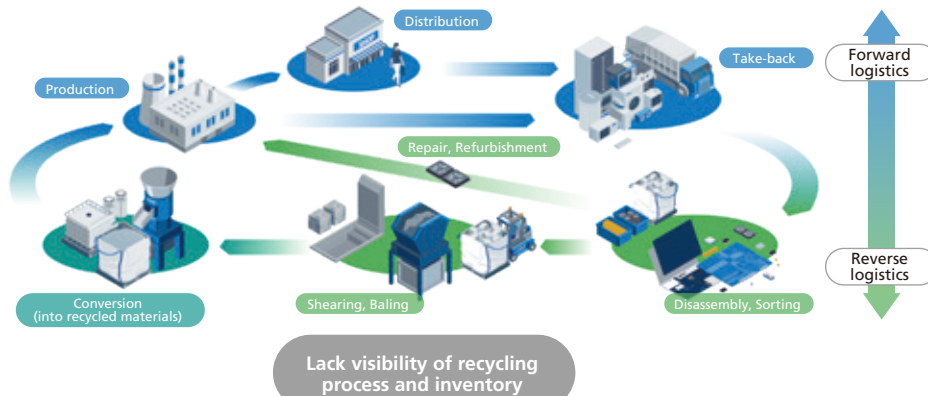 Distribution
SHOP
Production
Take-back
Forward
logistics
Repair, Refurbishment
Reverse
logistics
Conversion
(into recycled materials)
Shearing, Baling
Disassembly, Sorting
Lack visibility of recycling
process and inventory